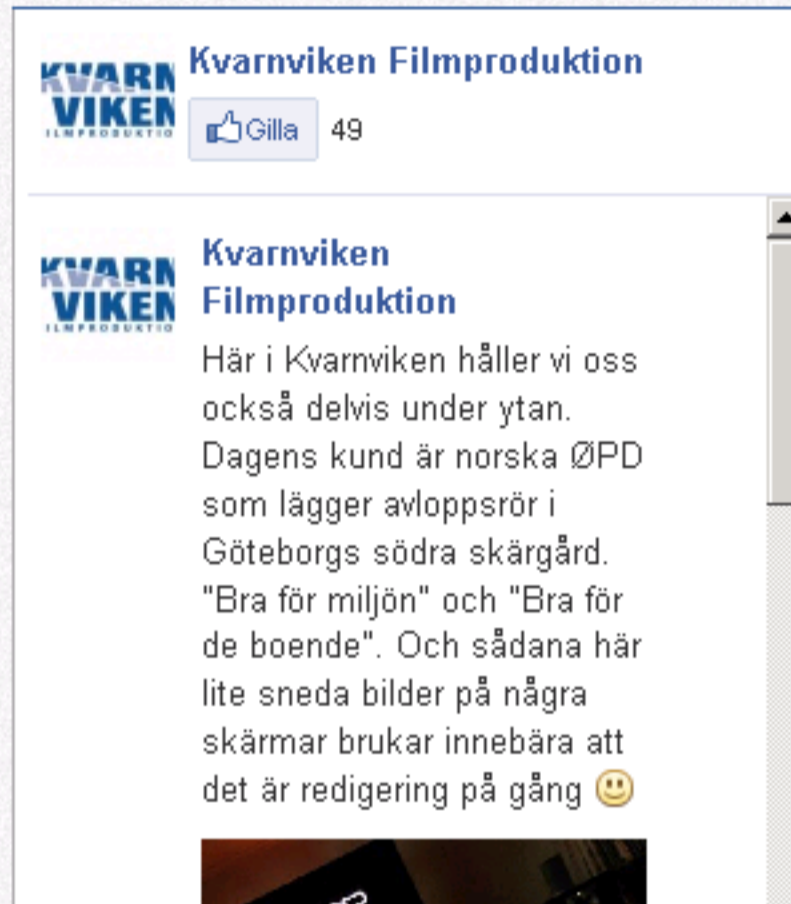 KVARN
VIKEN
ILMPRODUKTIO
Kvarnviken Filmproduktion
Gilla 49
KVARN
VIKEN
ILMPRODUKTIO
Kvarnviken
Filmproduktion
Här i Kvarnviken håller vi oss
också delvis under ytan.
Dagens kund är norska ØPD
som lägger avloppsrör i
Göteborgs södra skärgård.
"Bra för miljön" och "Bra för
de boende". Och sådana här
lite sneda bilder på några
skärmar brukar innebära att
det är redigering på gång